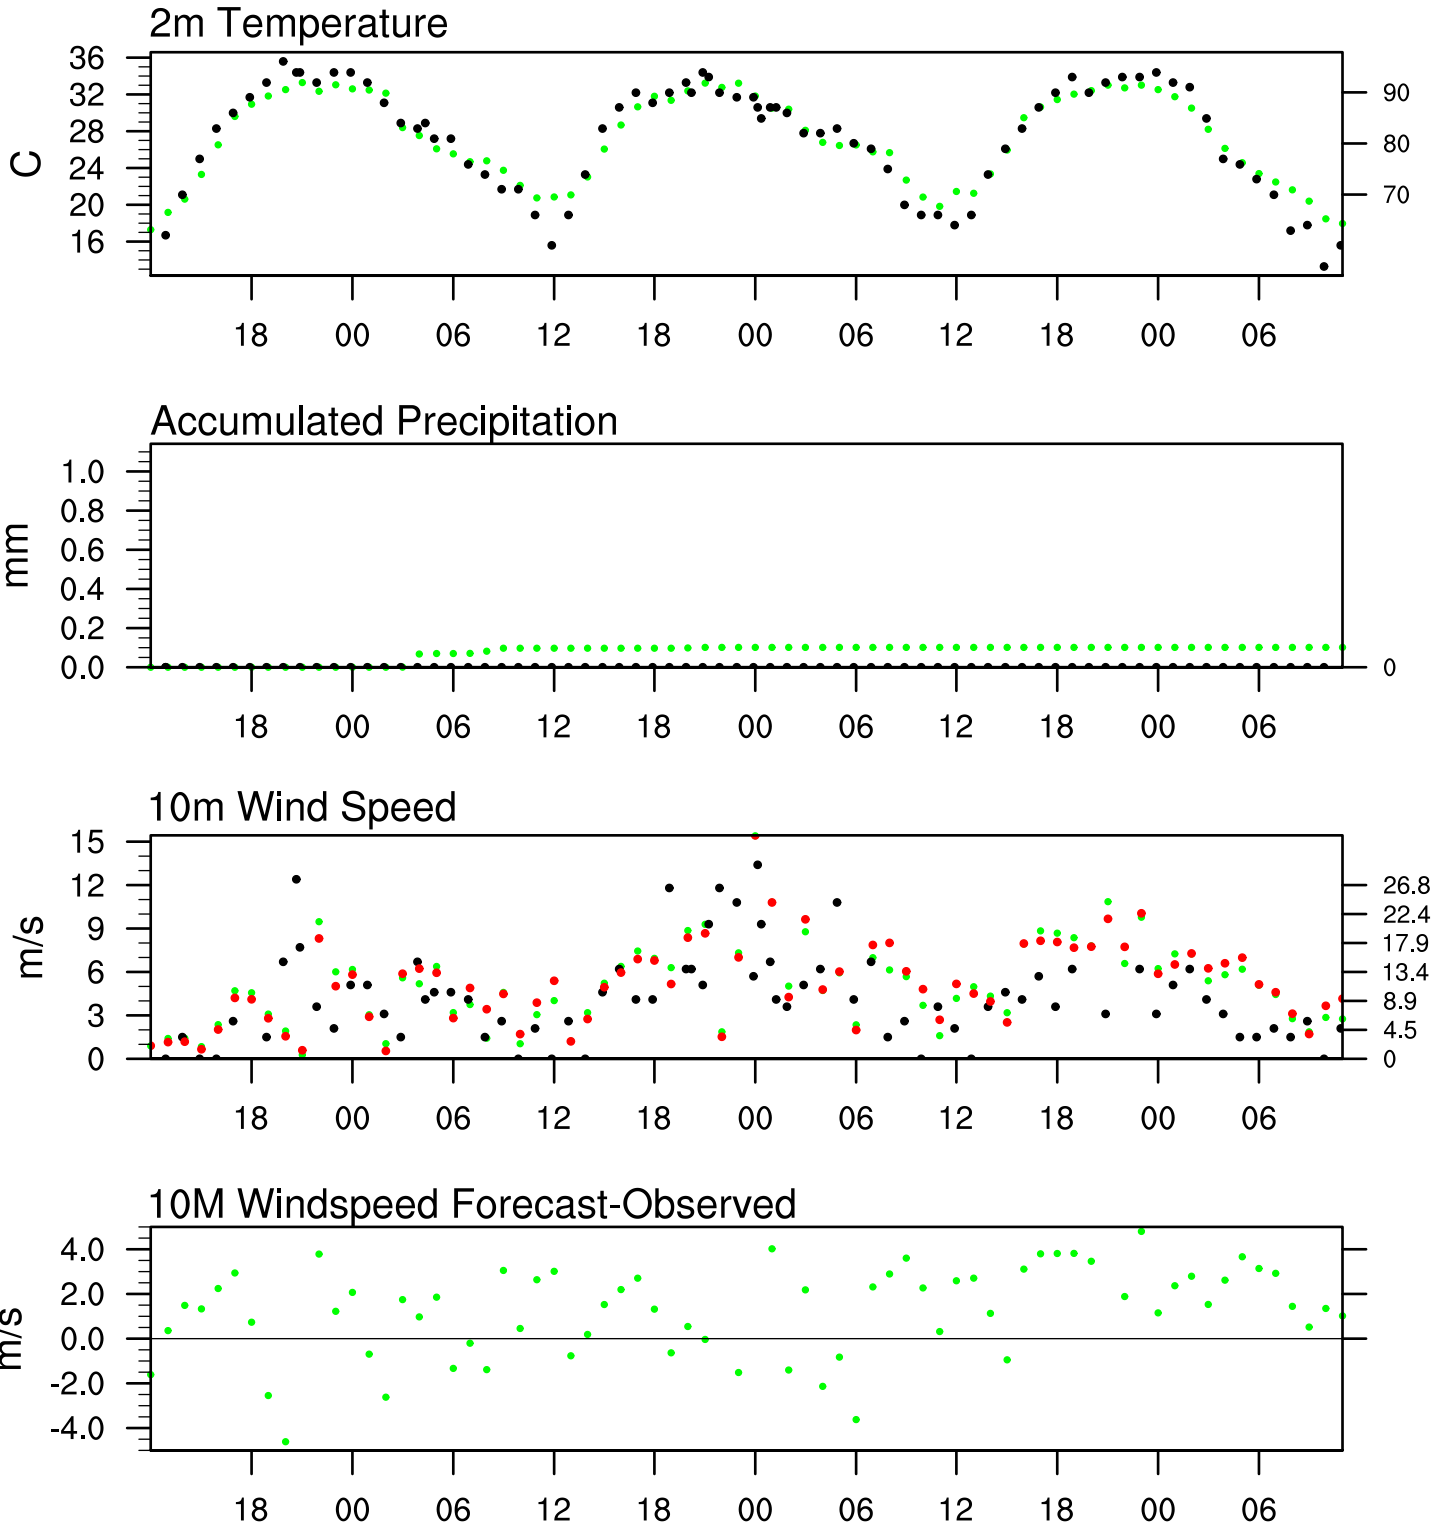 2m Temperature
36
32
28
24
20
16
C
90
80
70
18 00 06 12 18 00 06 12 18 00 06
Accumulated Precipitation
1.0
0.8
0.6
0.4
0.2
0.0
mm
0
18 00 06 12 18 00 06 12 18 00 06
10m Wind Speed
15
12
9
6
3
0
m/s
26.8
22.4
17.9
13.4
8.9
4.5
0
18 00 06 12 18 00 06 12 18 00 06
10M Windspeed Forecast-Observed
4.0
2.0
0.0
-2.0
-4.0
m/s
18 00 06 12 18 00 06 12 18 00 06